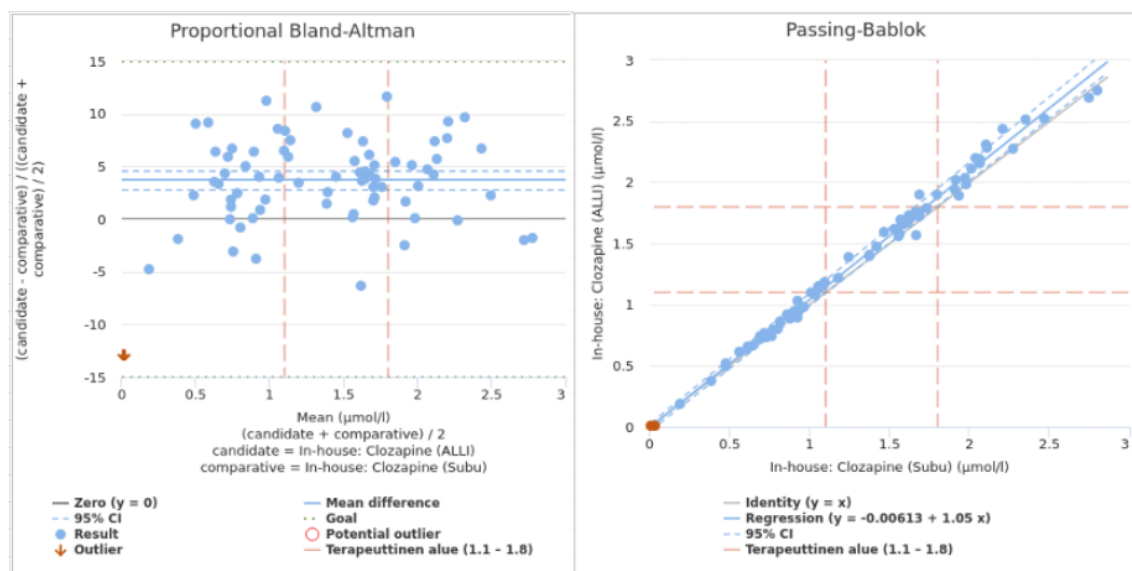 Proportional Bland-Altman
(candidate - comparative) / ((candidate +
comparative) / 2)
15
10
5
0
-5
-10
-15
0
0.5
1
1.5
2
2.5
3
Mean (µmol/l)
(candidate + comparative) / 2
candidate = In-house: Clozapine (ALLI)
comparative = In-house: Clozapine (Subu)
Zero (y = 0)
Mean difference
95% CI
Goal
Result
Potential outlier
Outlier
Terapeuttinen alue (1.1 – 1.8)
Passing-Bablok
In-house: Clozapine (ALLI) (µmol/l)
3
2.5
2
1.5
1
0.5
0
0
0.5
1
1.5
2
2.5
3
In-house: Clozapine (Subu) (µmol/l)
Identity (y = x)
Regression (y = -0.00613 + 1.05 x)
95% CI
Terapeuttinen alue (1.1 – 1.8)